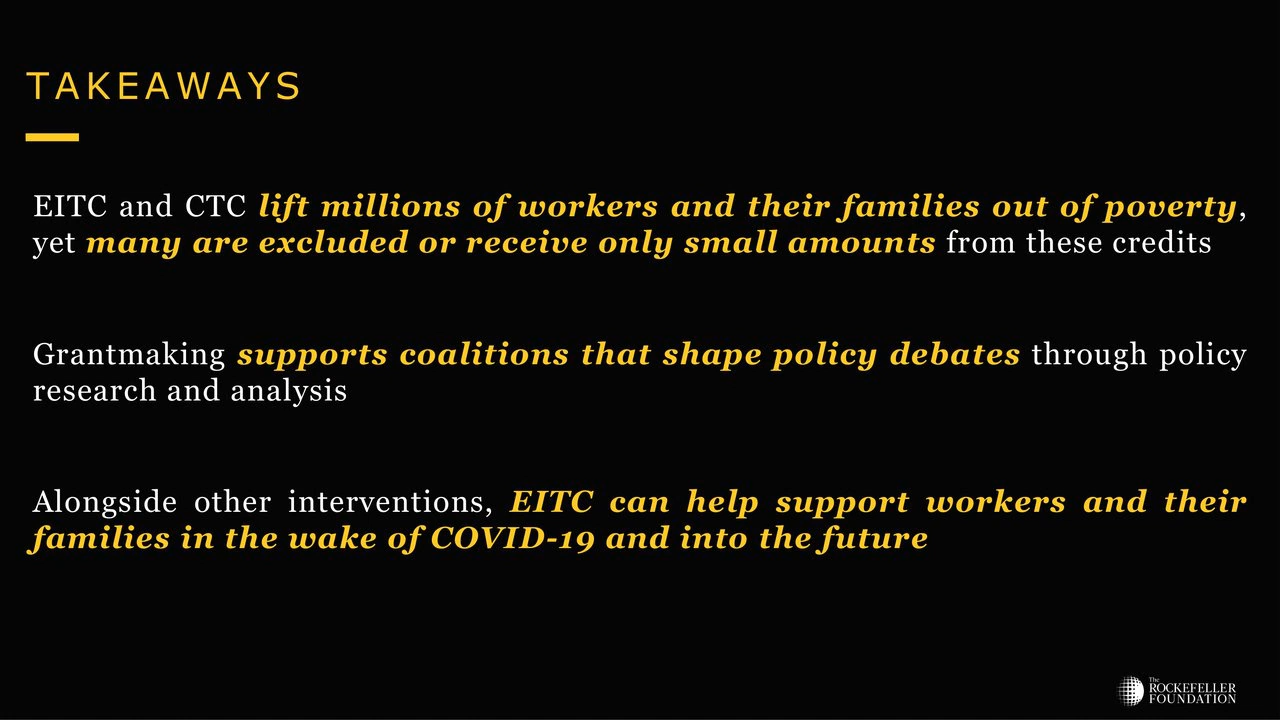 TAKEAWAYS
EITC and CTC lift millions of workers and their families out of poverty,
yet many are excluded or receive only small amounts from these credits
Grantmaking supports coalitions that shape policy debates through policy
research and analysis
Alongside other interventions, EITC can help support workers and their
families in the wake of COVID-19 and into the future
The
ROCKEFELLER
FOUNDATION